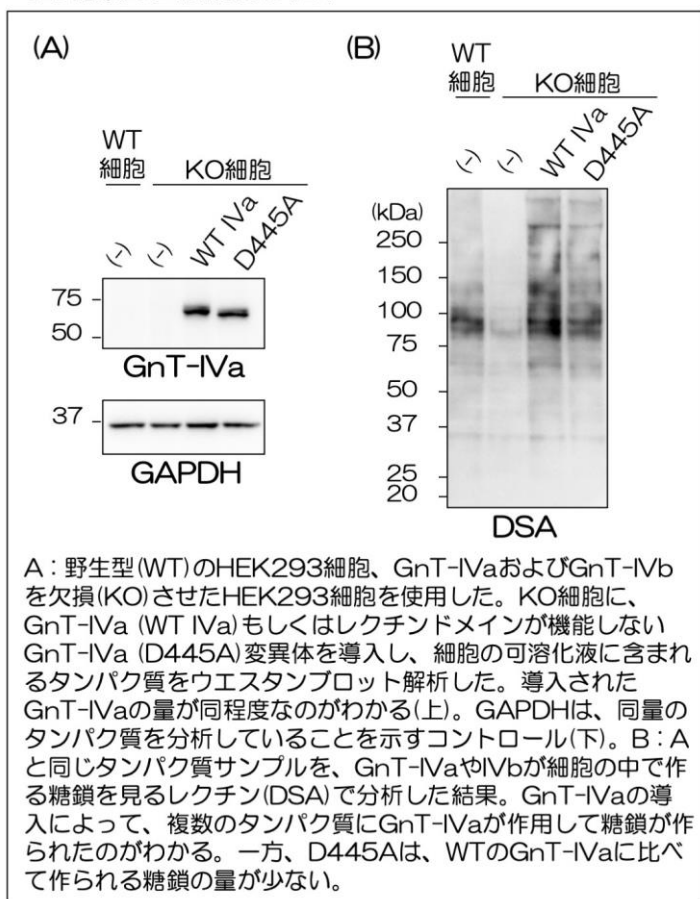 (A)
WT
細胞
KO細胞
(-)
(-)
WT IVa
D445A
75
50
GnT-IVa
37
GAPDH
(B)
WT
細胞
KO細胞
(-)
(-)
WT IVa
D445A
(kDa)
250
150
100
75
50
37
25
20
DSA
A：野生型(WT)のHEK293細胞、GnT-IVaおよびGnT-IVb
を欠損(KO)させたHEK293細胞を使用した。KO細胞に、
GnT-IVa (WT IVa)もしくはレクチンドメインが機能しない
GnT-IVa (D445A)変異体を導入し、細胞の可溶化液に含まれ
るタンパク質をウエスタンブロット解析した。導入された
GnT-IVaの量が同程度なのがわかる(上)。GAPDHは、同量の
タンパク質を分析していることを示すコントロール(下)。B：A
と同じタンパク質サンプルを、GnT-IVaやIVbが細胞の中で作
る糖鎖を見るレクチン(DSA)で分析した結果。GnT-IVaの導
入によって、複数のタンパク質にGnT-IVaが作用して糖鎖が作
られたのがわかる。一方、D445Aは、WTのGnT-IVaに比べ
て作られる糖鎖の量が少ない。